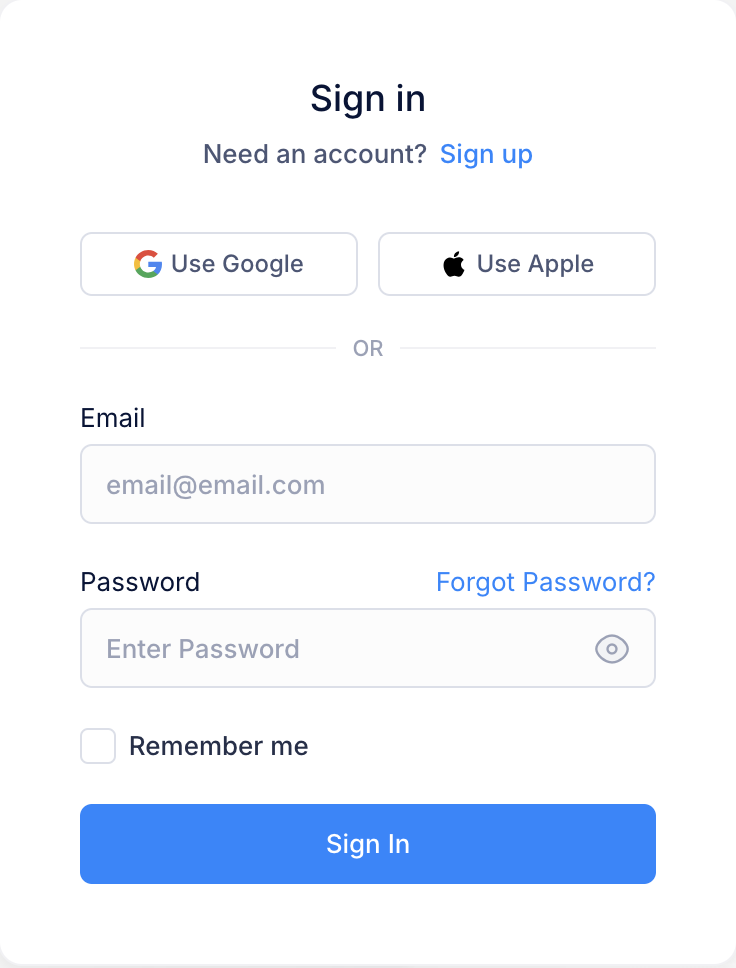 Sign in
Need an account? Sign up
Use Google Use Apple
OR
Email
email@email.com
Password Forgot Password?
Enter Password
Remember me
Sign In